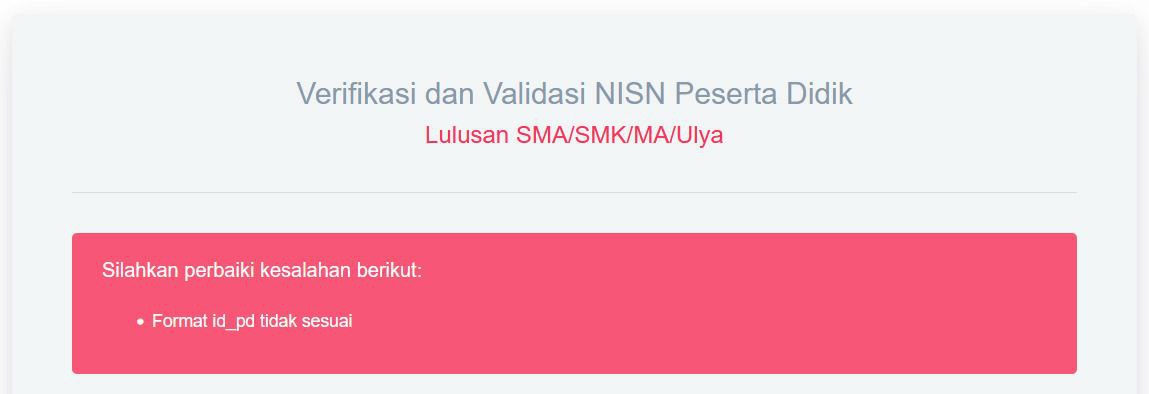 Verifikasi dan Validasi NISN Peserta Didik
Lulusan SMA/SMK/MA/Ulya
Silahkan perbaiki kesalahan berikut:
• Format id_pd tidak sesuai